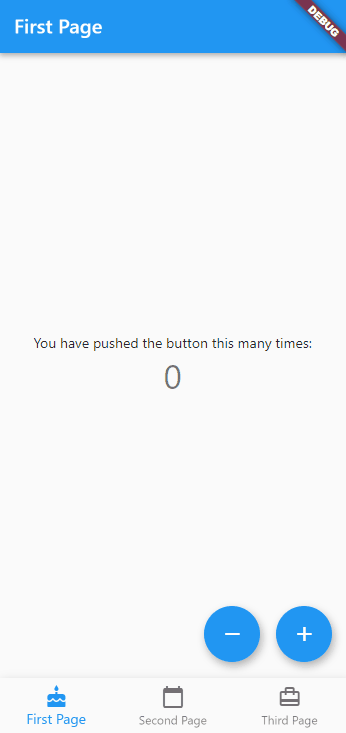 First Page
DEBUG
You have pushed the button this many times:
0
First Page
Second Page
Third Page